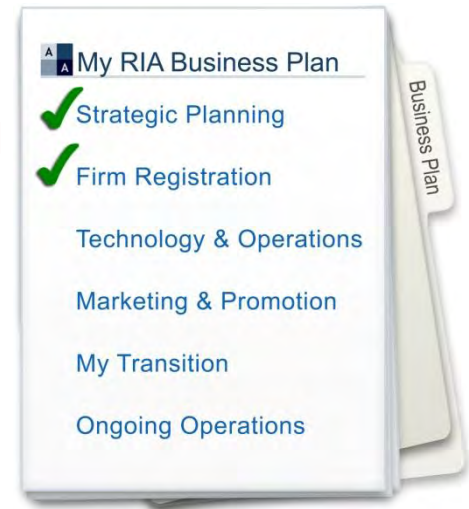 A
A
My RIA Business Plan
Strategic Planning
Firm Registration
Technology & Operations
Marketing & Promotion
My Transition
Ongoing Operations
Business Plan